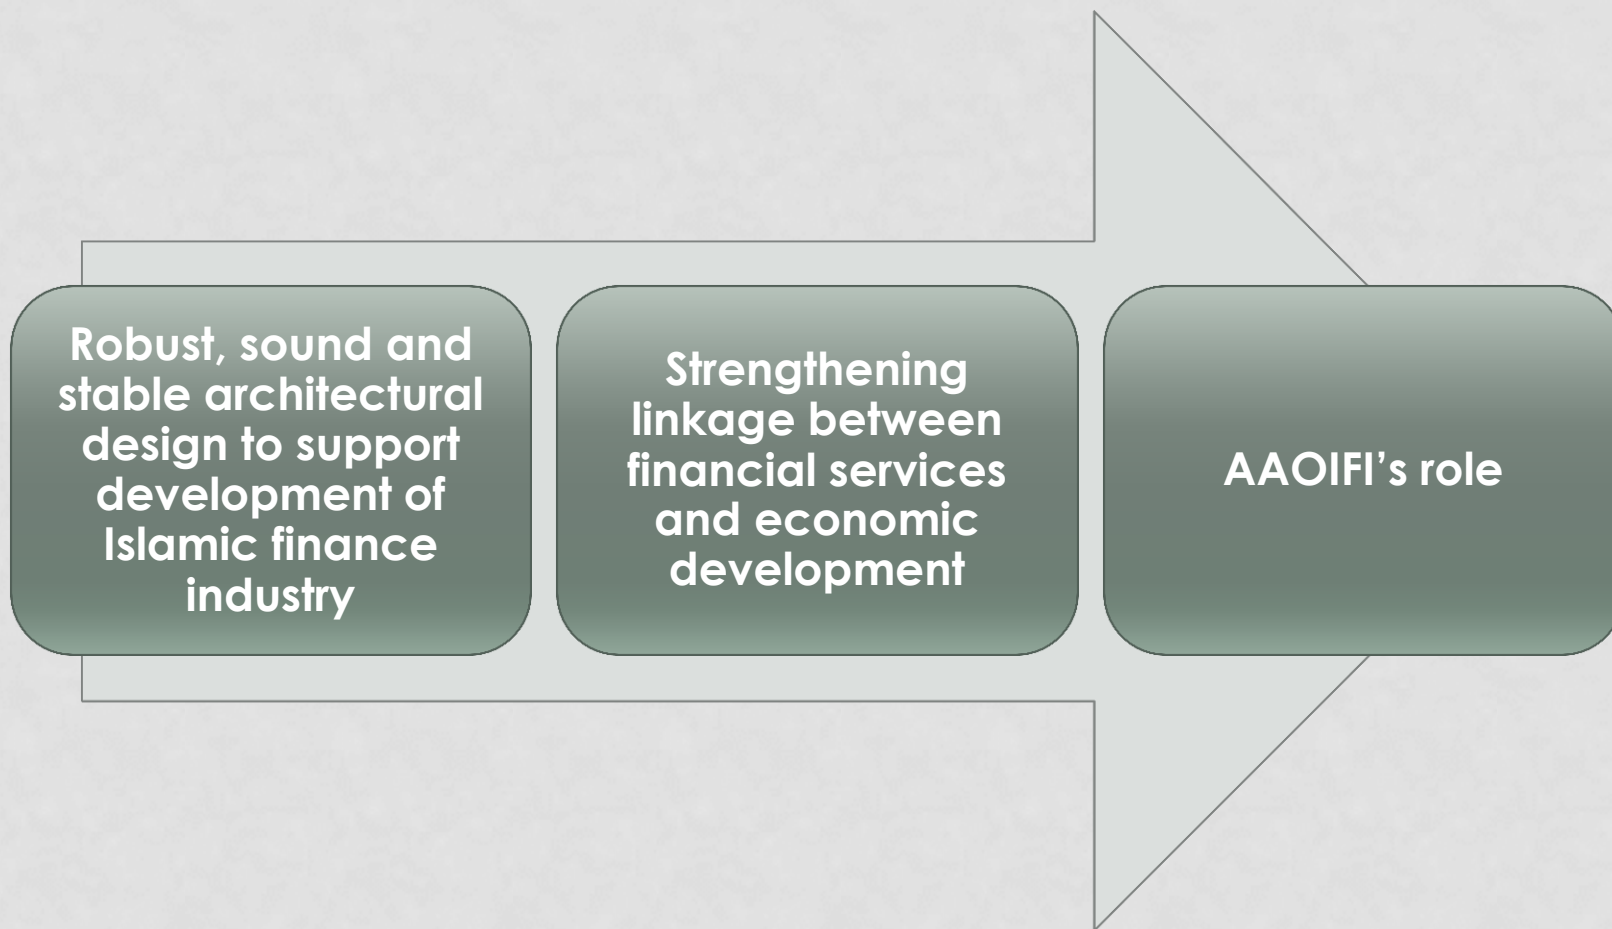 Robust, sound and
stable architectural
design to support
development of
Islamic finance
industry
Strengthening
linkage between
financial services
and economic
development
AAOIFI’s role